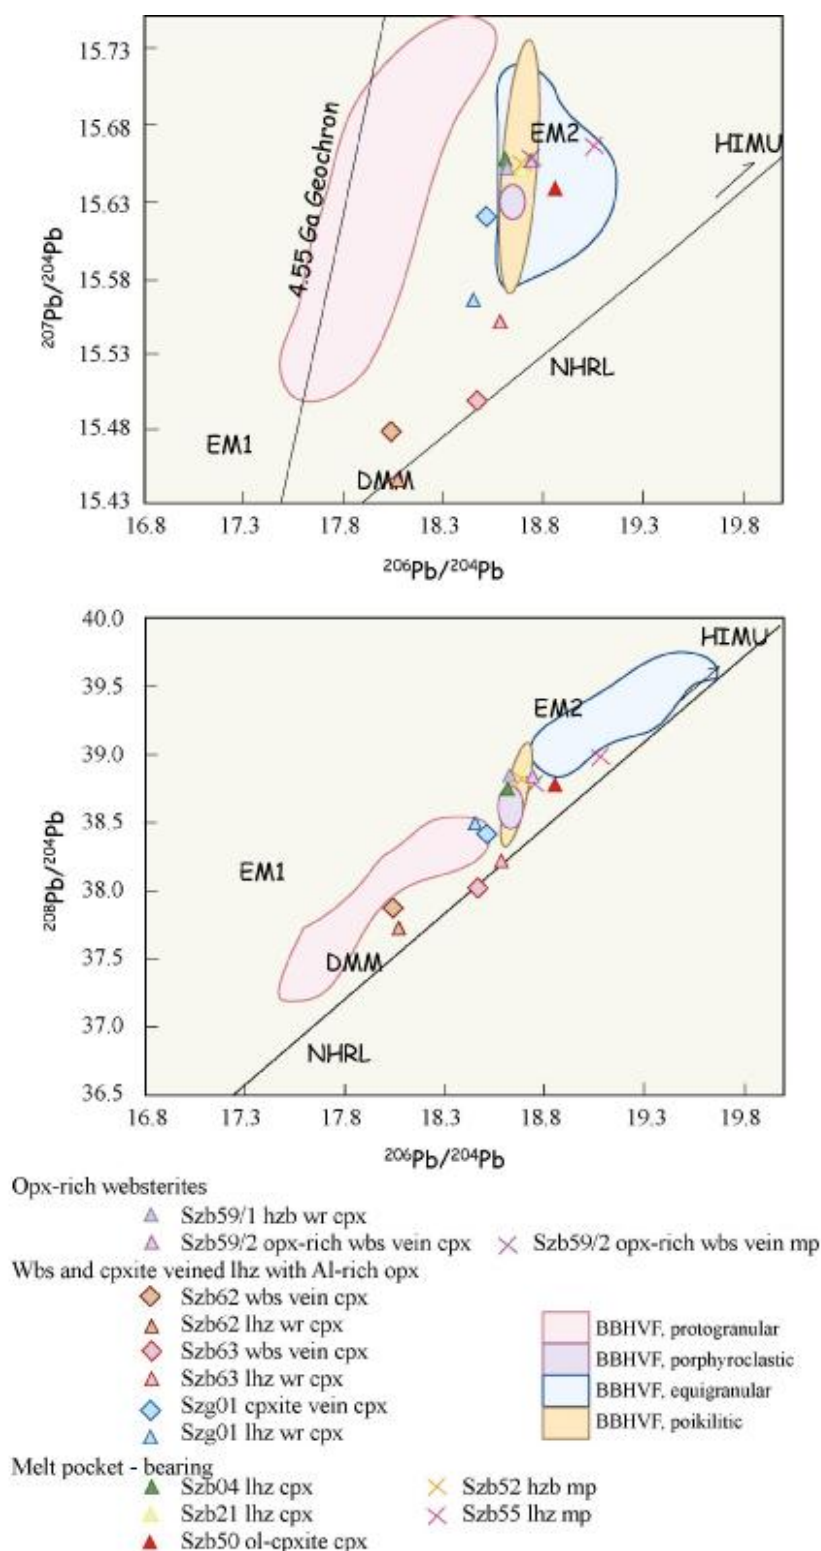 15.73
15.68
15.63
15.58
15.53
15.48
15.43
207Pb/204Pb
4.55 Ga Geochron
EM2
HIMU
NHRL
EM1
DMM
16.8 17.3 17.8 18.3 18.8 19.3 19.8
206Pb/204Pb
40.0
39.5
39.0
38.5
38.0
37.5
37.0
36.5
208Pb/204Pb
HIMU
EM2
EM1
DMM
NHRL
16.8 17.3 17.8 18.3 18.8 19.3 19.8
206Pb/204Pb
Opx-rich websterites
Szb59/1 hzb wr cpx
Szb59/2 opx-rich wbs vein cpx Szb59/2 opx-rich wbs vein mp
Wbs and cpxite veined lhz with Al-rich opx
Szb62 wbs vein cpx
Szb62 lhz wr cpx
Szb63 wbs vein cpx
Szb63 lhz wr cpx
Szg01 cpxite vein cpx
Szg01 lhz wr cpx
BBHVF, protogranular
BBHVF, porphyroclastic
BBHVF, equigranular
BBHVF, poikilitic
Melt pocket - bearing
Szb04 lhz cpx Szb52 hzb mp
Szb21 lhz cpx Szb55 lhz mp
Szb50 ol-cpxite cpx